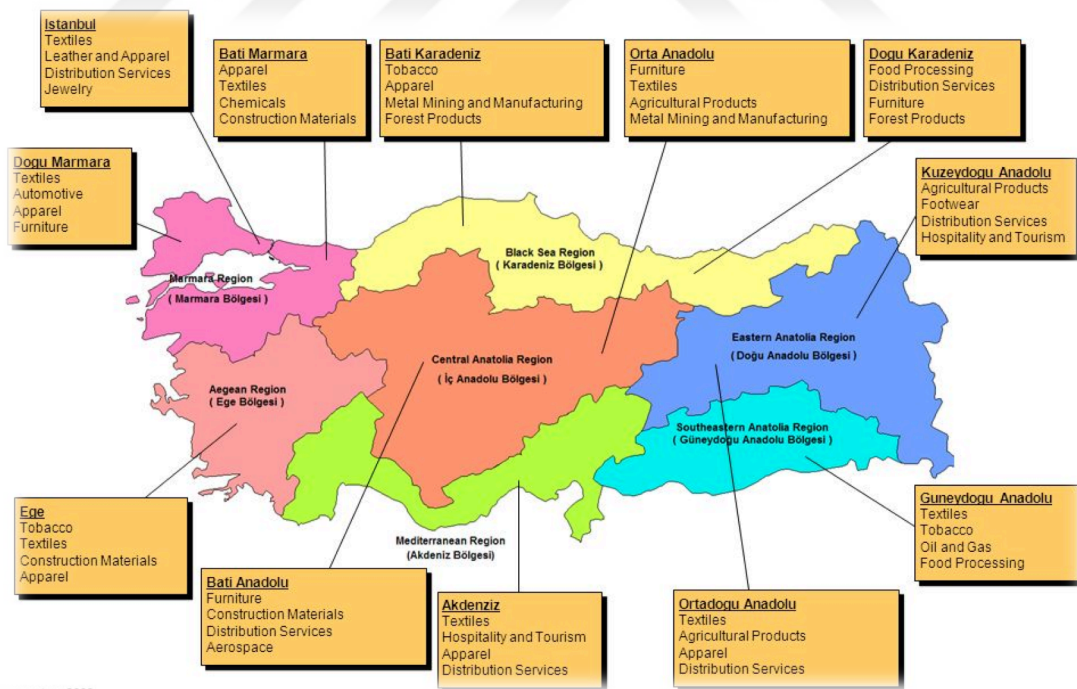 Istanbul
Textiles
Leather and Apparel
Distribution Services
Jewelry
Bati Marmara
Apparel
Textiles
Chemicals
Construction Materials
Bati Karadeniz
Tobacco
Apparel
Metal Mining and Manufacturing
Forest Products
Orta Anadolu
Furniture
Textiles
Agricultural Products
Metal Mining and Manufacturing
Dogu Karadeniz
Food Processing
Distribution Services
Furniture
Forest Products
Dogu Marmara
Textiles
Automotive
Apparel
Furniture
Kuzeydogu Anadolu
Agricultural Products
Footwear
Distribution Services
Hospitality and Tourism
Black Sea Region
( Karadeniz Bölgesi )
Marmara Region
( Marmara Bölgesi )
Eastern Anatolia Region
( Doğu Anadolu Bölgesi )
Central Anatolia Region
( İç Anadolu Bölgesi )
Aegean Region
( Ege Bölgesi )
Southeastern Anatolia Region
( Güneydoğu Anadolu Bölgesi )
Mediterranean Region
(Akdeniz Bölgesi)
Ege
Tobacco
Textiles
Construction Materials
Apparel
Bati Anadolu
Furniture
Construction Materials
Distribution Services
Aerospace
Akdenziz
Textiles
Hospitality and Tourism
Apparel
Distribution Services
Ortadogu Anadolu
Textiles
Agricultural Products
Apparel
Distribution Services
Guneydogu Anadolu
Textiles
Tobacco
Oil and Gas
Food Processing